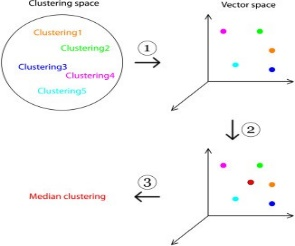 Clustering space
Vector space
Clustering1
Clustering2
Clustering3
Clustering4
Clustering5
1
2
3
Median clustering